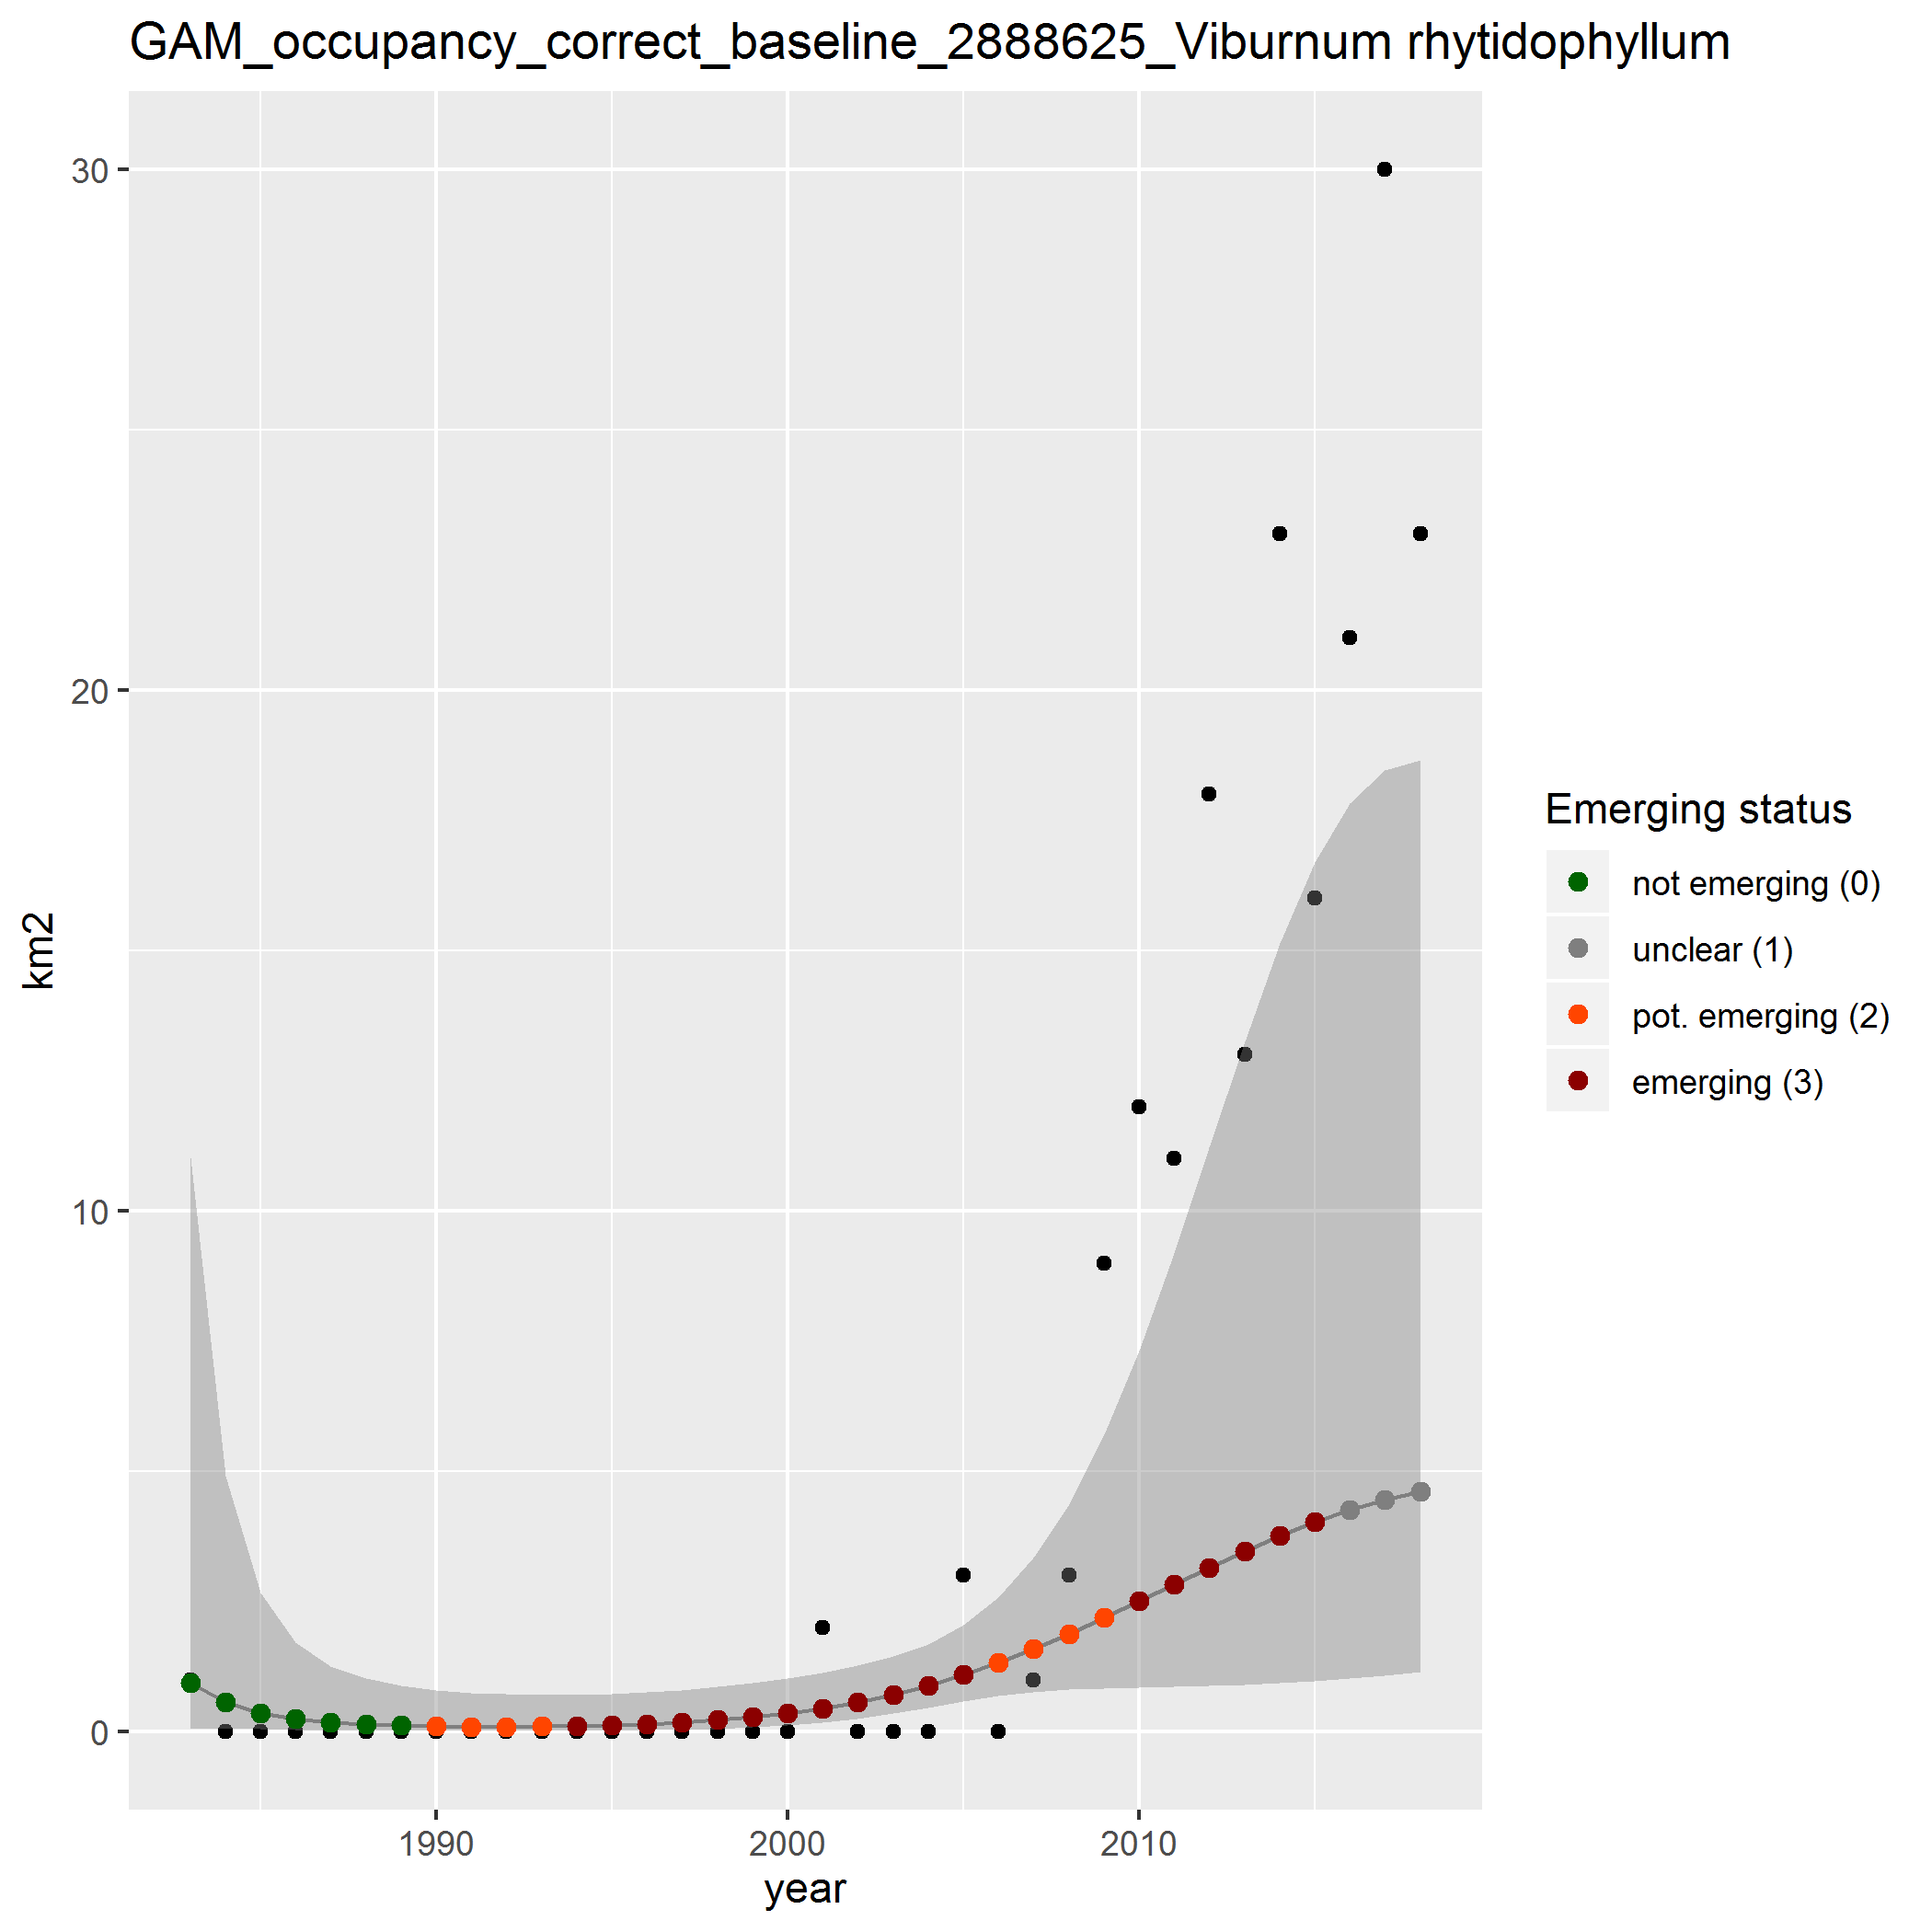 GAM_occupancy_correct_baseline_2888625_Viburnum rhytidophyllum
30
20
10
0
km2
1990
2000
2010
year
Emerging status
not emerging (0)
unclear (1)
pot. emerging (2)
emerging (3)